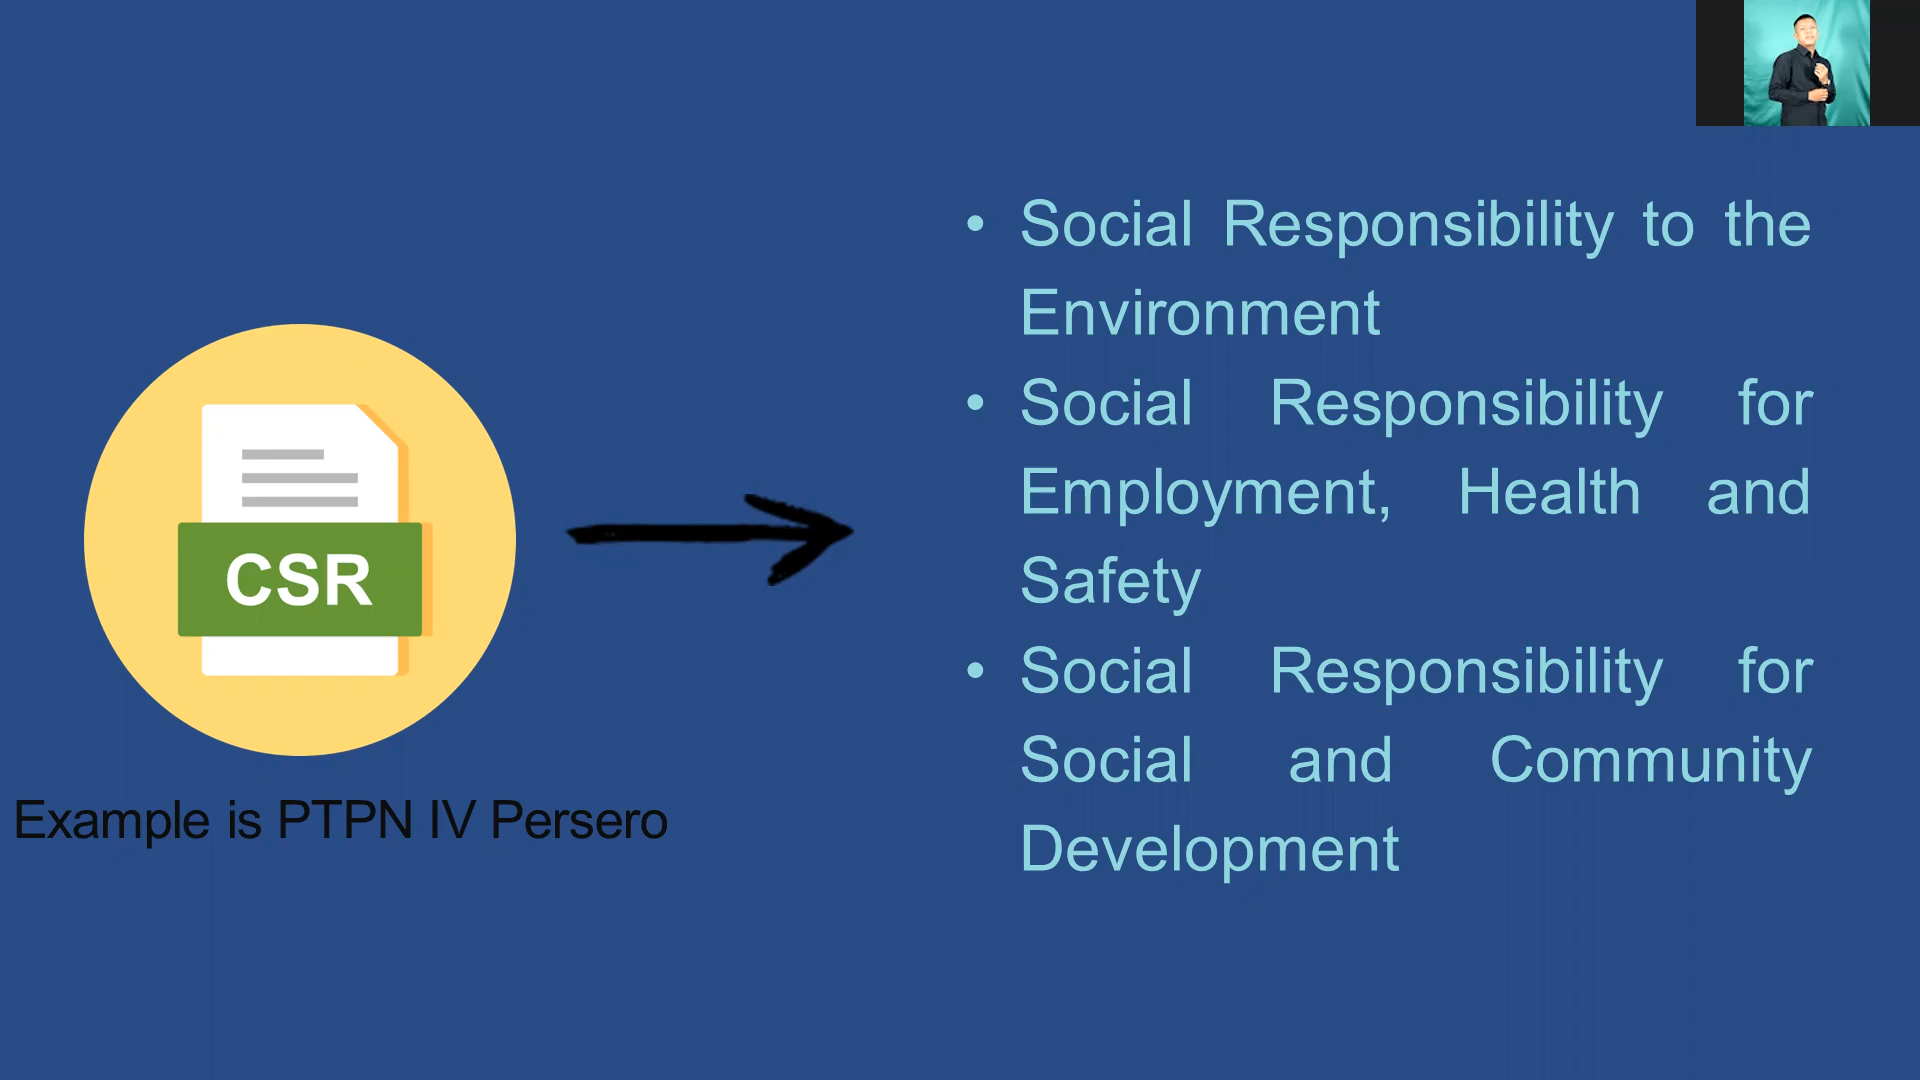 CSR
Example is PTPN IV Persero
• Social Responsibility to the
Environment
• Social Responsibility for
Employment, Health and
Safety
• Social Responsibility for
Social and Community
Development